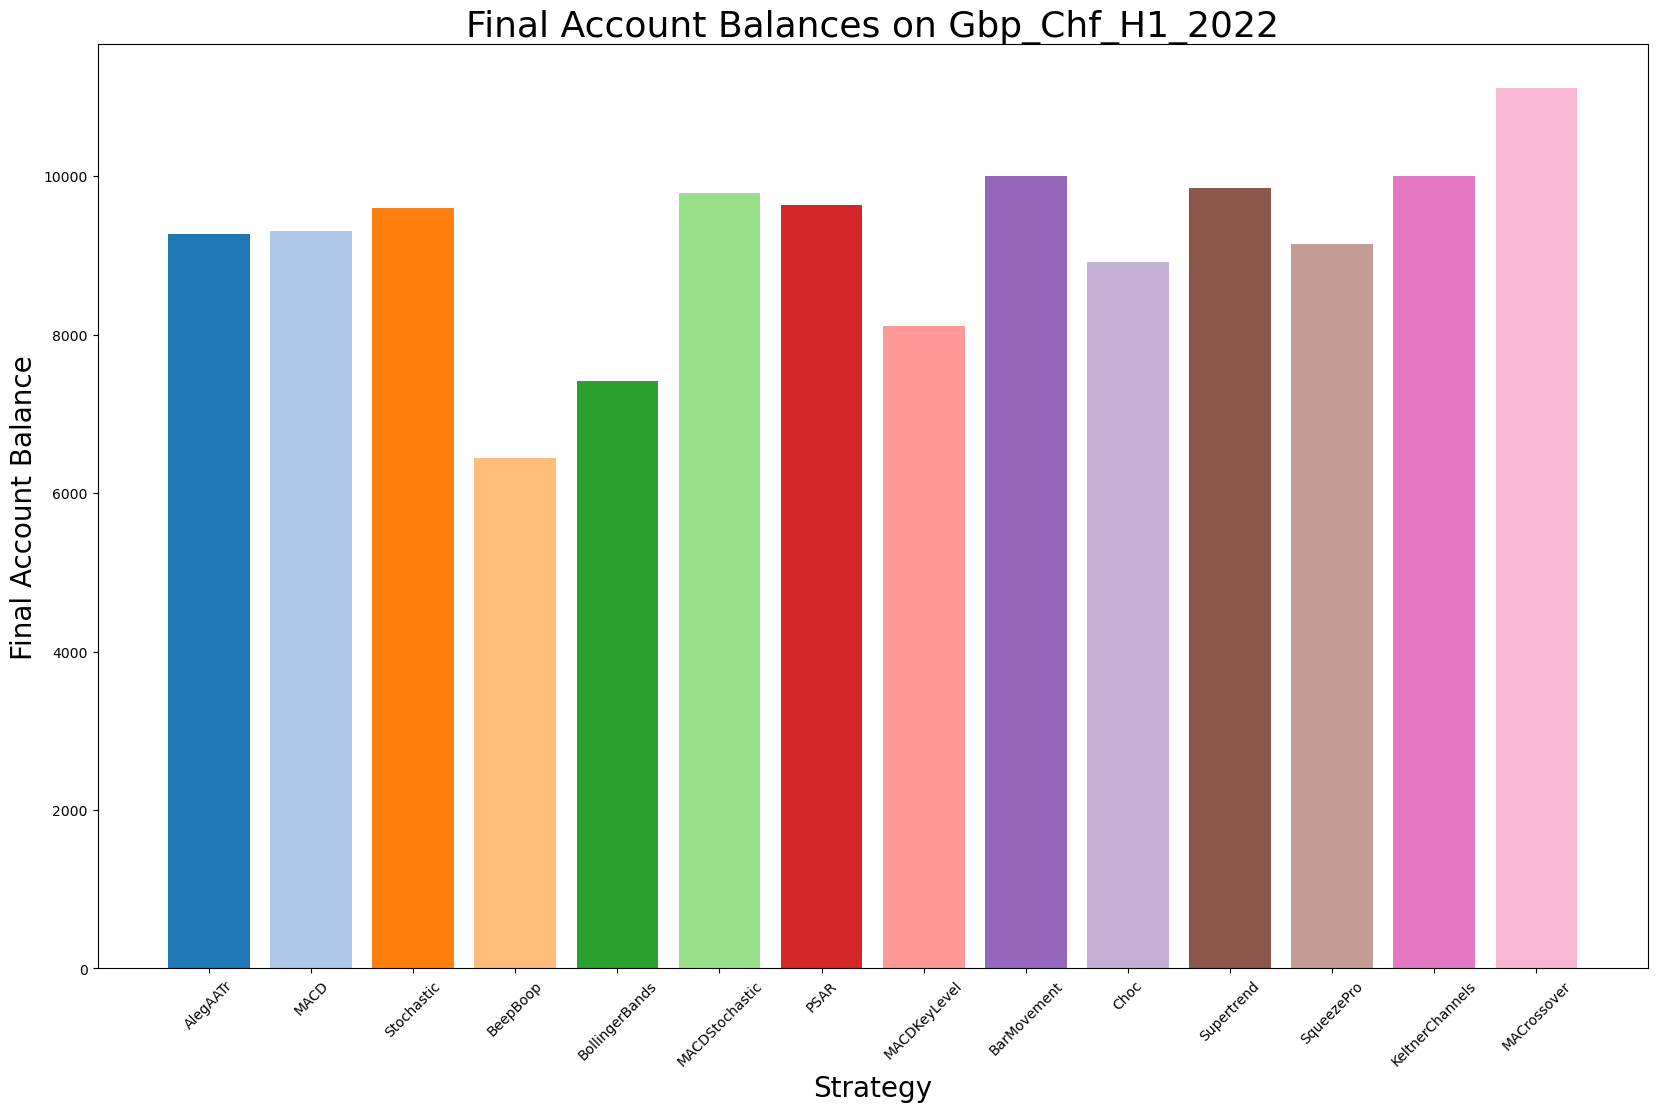 Final Account Balances on Gbp_Chf_H1_2022
Final Account Balance
10000
8000
6000
4000
2000
0
AlegAATr
MACD
Stochastic
BeepBoop
BollingerBands
MACDStochastic
PSAR
MACDKeyLevel
BarMovement
Choc
Supertrend
SqueezePro
KeltnerChannels
MACrossover
Strategy